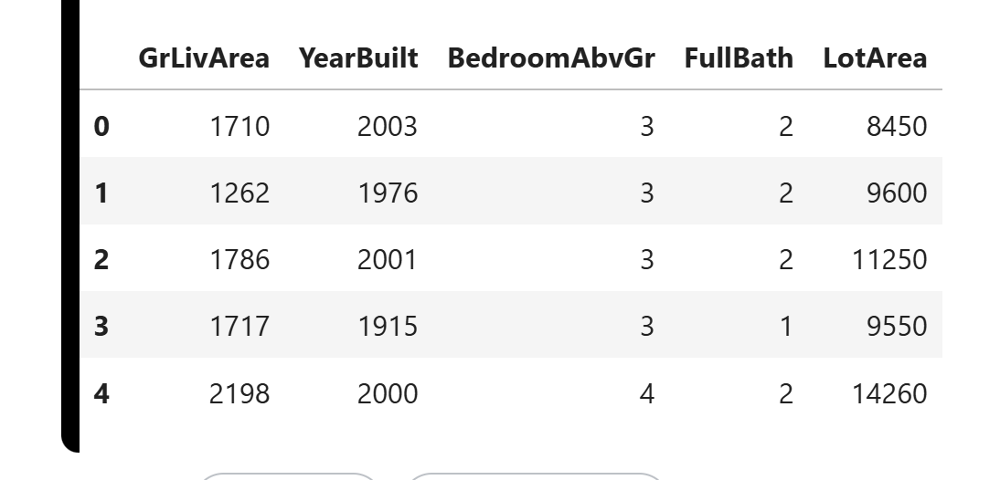 GrLivArea YearBuilt BedroomAbvGr FullBath LotArea
0 1710 2003 3 2 8450
1 1262 1976 3 2 9600
2 1786 2001 3 2 11250
3 1717 1915 3 1 9550
4 2198 2000 4 2 14260